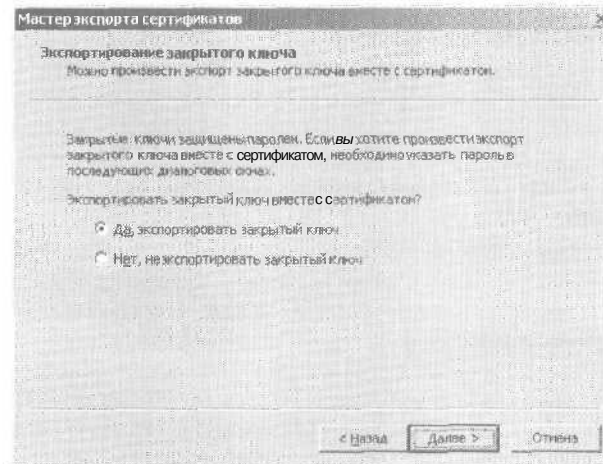 Мастер экспорта сертификатов
Экспортирование закрытого ключа
Можно произвести экспорт закрытого ключа вместе с сертификатом.
Закрытые ключи защищены паролем. Если вы хотите произвести экспорт
закрытого ключа вместе с сертификатом, необходимо указать пароль в
последующих диалоговых окнах.
Экспортировать закрытый ключ вместе с сертификатом?
Да, экспортировать закрытый ключ
Нет, не экспортировать закрытый ключ
< Назад
Далее >
Отмена